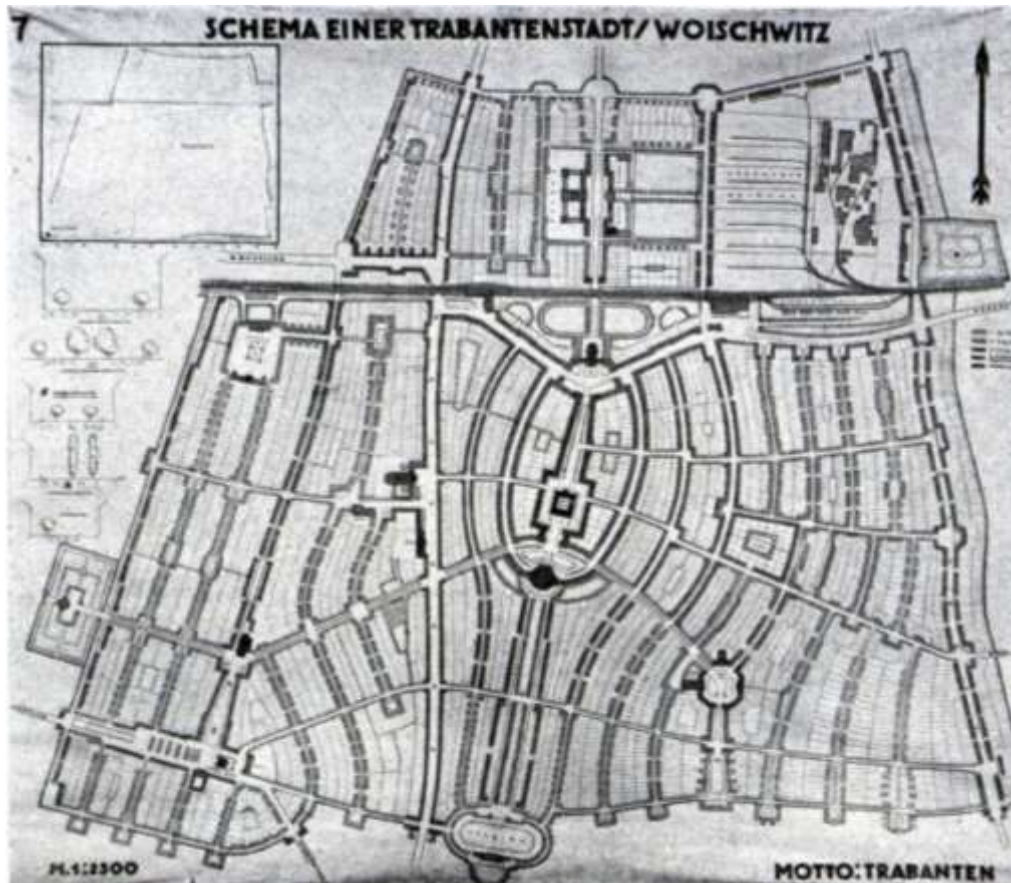 7
SCHEMA EINER TRABANTENSTADT/ WOISCHWITZ
M. 1:2500
MOTTO: TRABANTEN